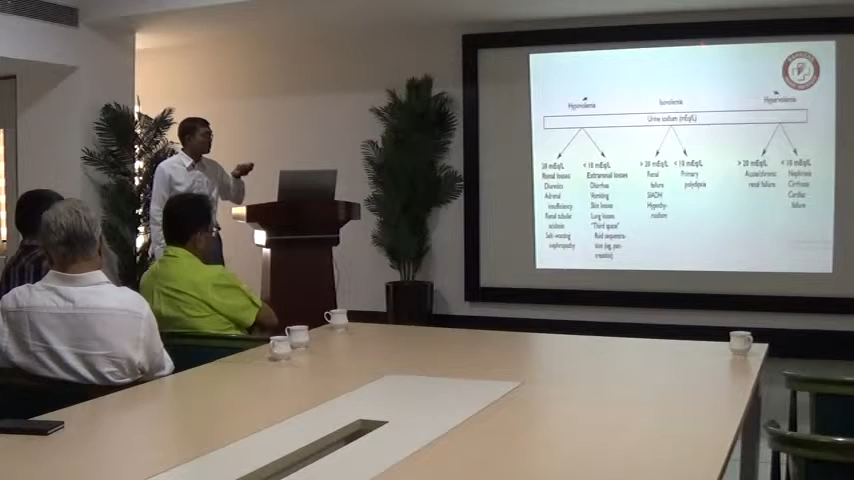 Hypovolemia Isovolemia Hypervolemia
Urine sodium (mEq/L)
20 mEq/L < 10 mEq/L > 20 mEq/L < 10 mEq/L > 20 mEq/L < 10 mEq/L
Renal losses Extrarenal losses Renal Primary Acute/chronic Nephrosis
Diuretics Diarrhea failure polydipsia renal failure Cirrhosis
Adrenal Vomiting SIADH Cardiac
insufficiency Skin losses Hypothy- failure
Renal tubular Lung losses roidism
acidosis "Third space"
Salt-wasting fluid sequestra-
nephropathy tion (eg, pan-
creatitis)